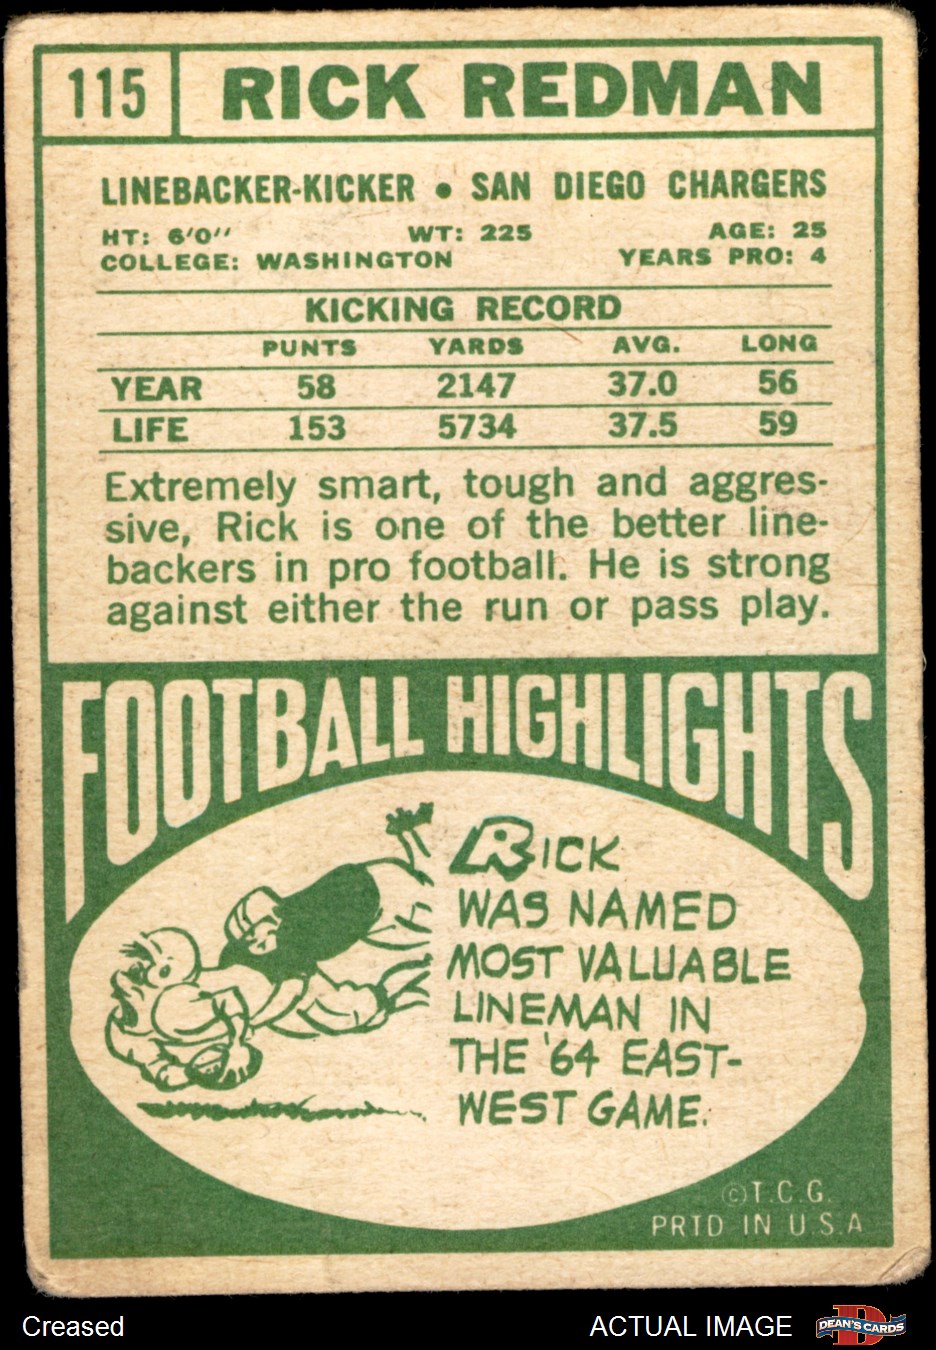 115 RICK REDMAN
LINEBACKER-KICKER • SAN DIEGO CHARGERS
HT: 6'0" WT: 225 AGE: 25
COLLEGE: WASHINGTON YEARS PRO: 4
KICKING RECORD
PUNTS YARDS AVG. LONG
YEAR 58 2147 37.0 56
LIFE 153 5734 37.5 59
Extremely smart, tough and aggres-
sive, Rick is one of the better line-
backers in pro football. He is strong
against either the run or pass play.
FOOTBALL HIGHLIGHTS
RICK
WAS NAMED
MOST VALUABLE
LINEMAN IN
THE '64 EAST-
WEST GAME.
©T.C.G.
PRTD IN U.S.A
Creased ACTUAL IMAGE DEAN'S CARDS